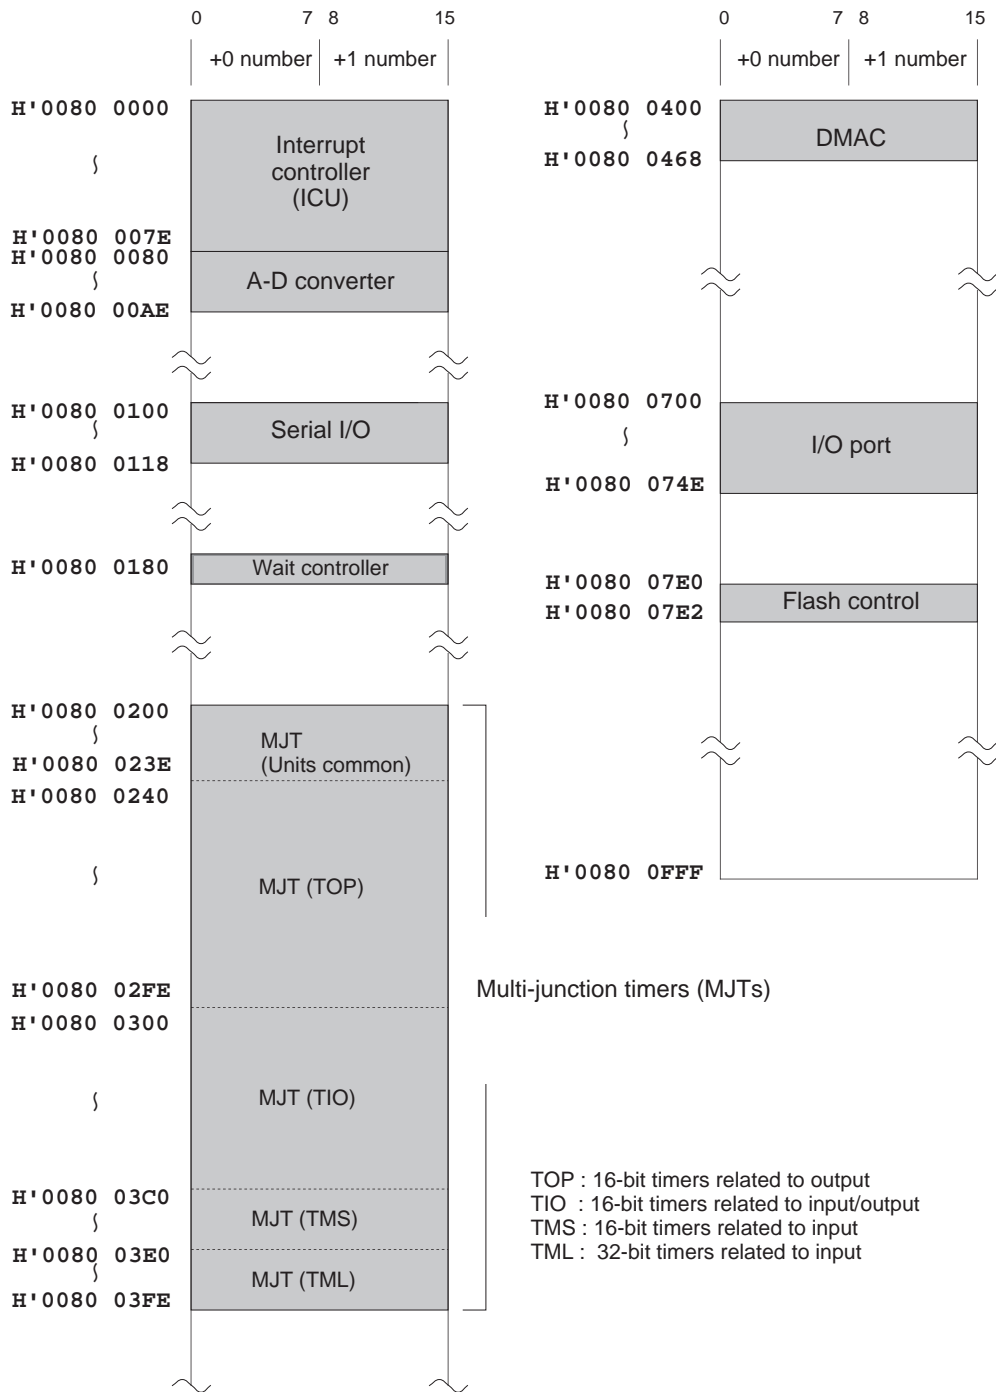 0 7 8 15
+0 number +1 number
H'0080 0000
Interrupt
controller
(ICU)
H'0080 007E
H'0080 0080
A-D converter
H'0080 00AE
H'0080 0100
Serial I/O
H'0080 0118
H'0080 0180
Wait controller
H'0080 0200
MJT
(Units common)
H'0080 023E
H'0080 0240
MJT (TOP)
H'0080 02FE
H'0080 0300
MJT (TIO)
H'0080 03C0
MJT (TMS)
H'0080 03E0
MJT (TML)
H'0080 03FE
Multi-junction timers (MJTs)
0 7 8 15
+0 number +1 number
H'0080 0400
DMAC
H'0080 0468
H'0080 0700
I/O port
H'0080 074E
H'0080 07E0
Flash control
H'0080 07E2
H'0080 0FFF
TOP : 16-bit timers related to output
TIO : 16-bit timers related to input/output
TMS : 16-bit timers related to input
TML : 32-bit timers related to input